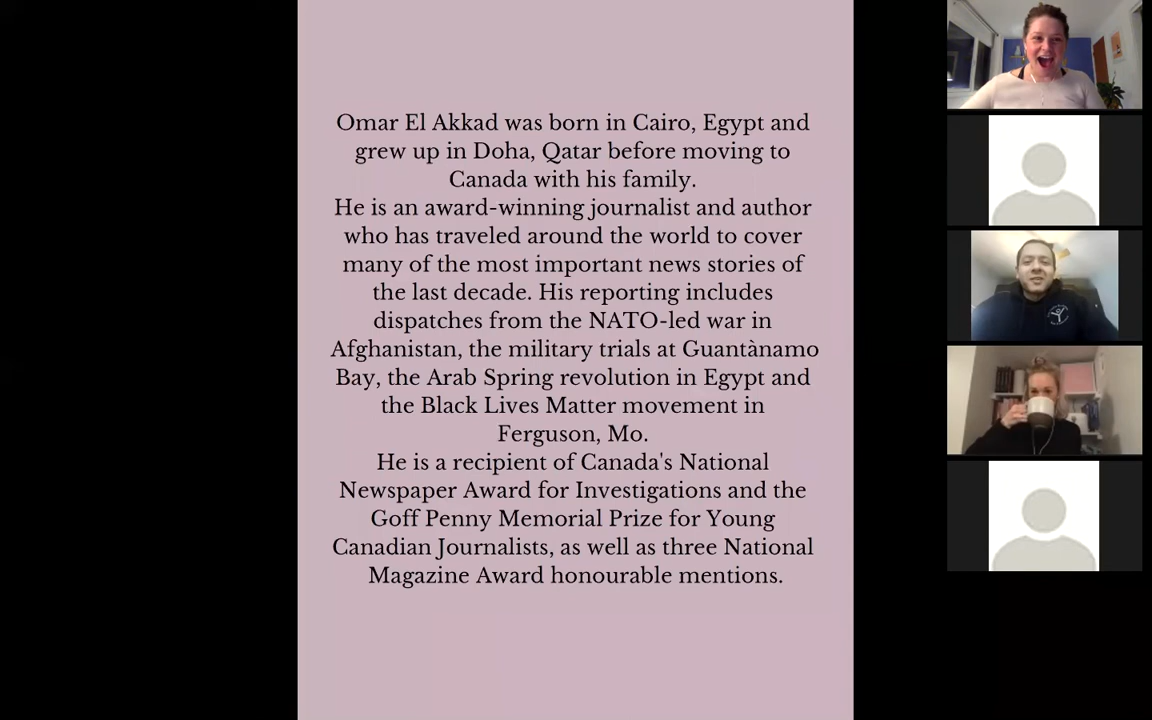 Omar El Akkad was born in Cairo, Egypt and
grew up in Doha, Qatar before moving to
Canada with his family.
He is an award-winning journalist and author
who has traveled around the world to cover
many of the most important news stories of
the last decade. His reporting includes
dispatches from the NATO-led war in
Afghanistan, the military trials at Guantànamo
Bay, the Arab Spring revolution in Egypt and
the Black Lives Matter movement in
Ferguson, Mo.
He is a recipient of Canada's National
Newspaper Award for Investigations and the
Goff Penny Memorial Prize for Young
Canadian Journalists, as well as three National
Magazine Award honourable mentions.